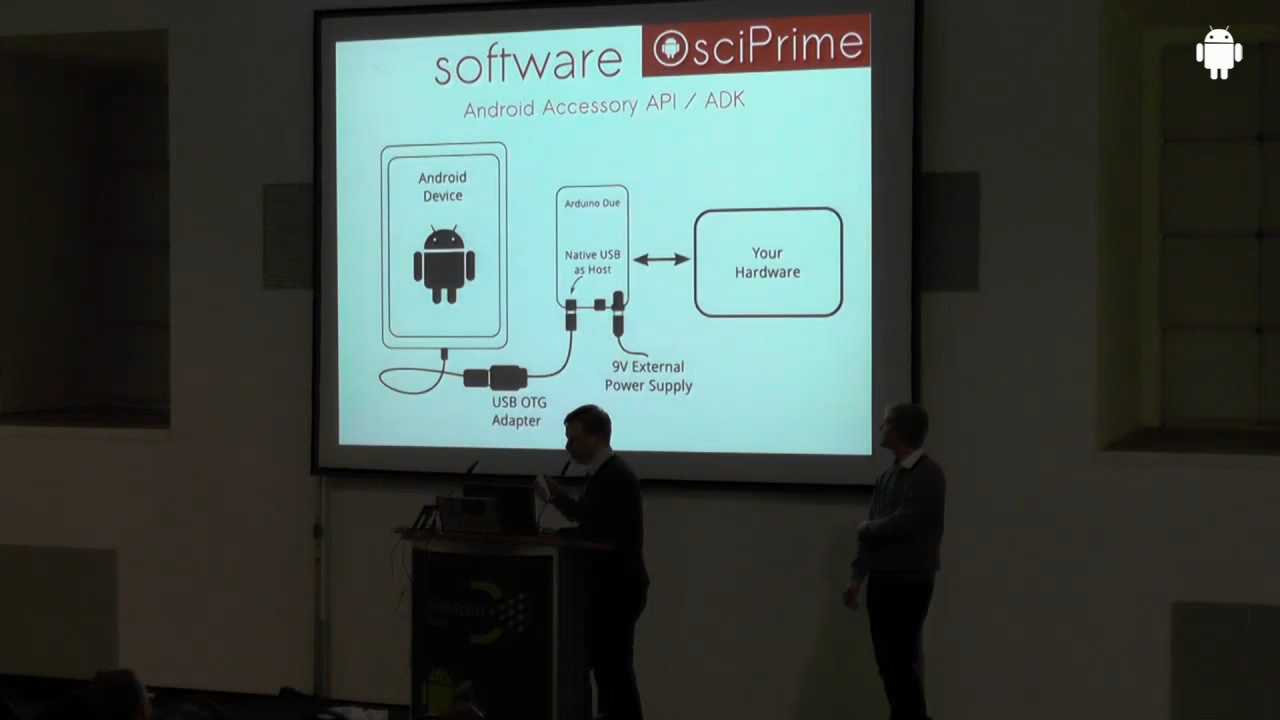 software
OsciPrime
Android Accessory API / ADK
Android
Device
Arduino Due
Native USB
as Host
Your
Hardware
9V External
Power Supply
USB OTG
Adapter